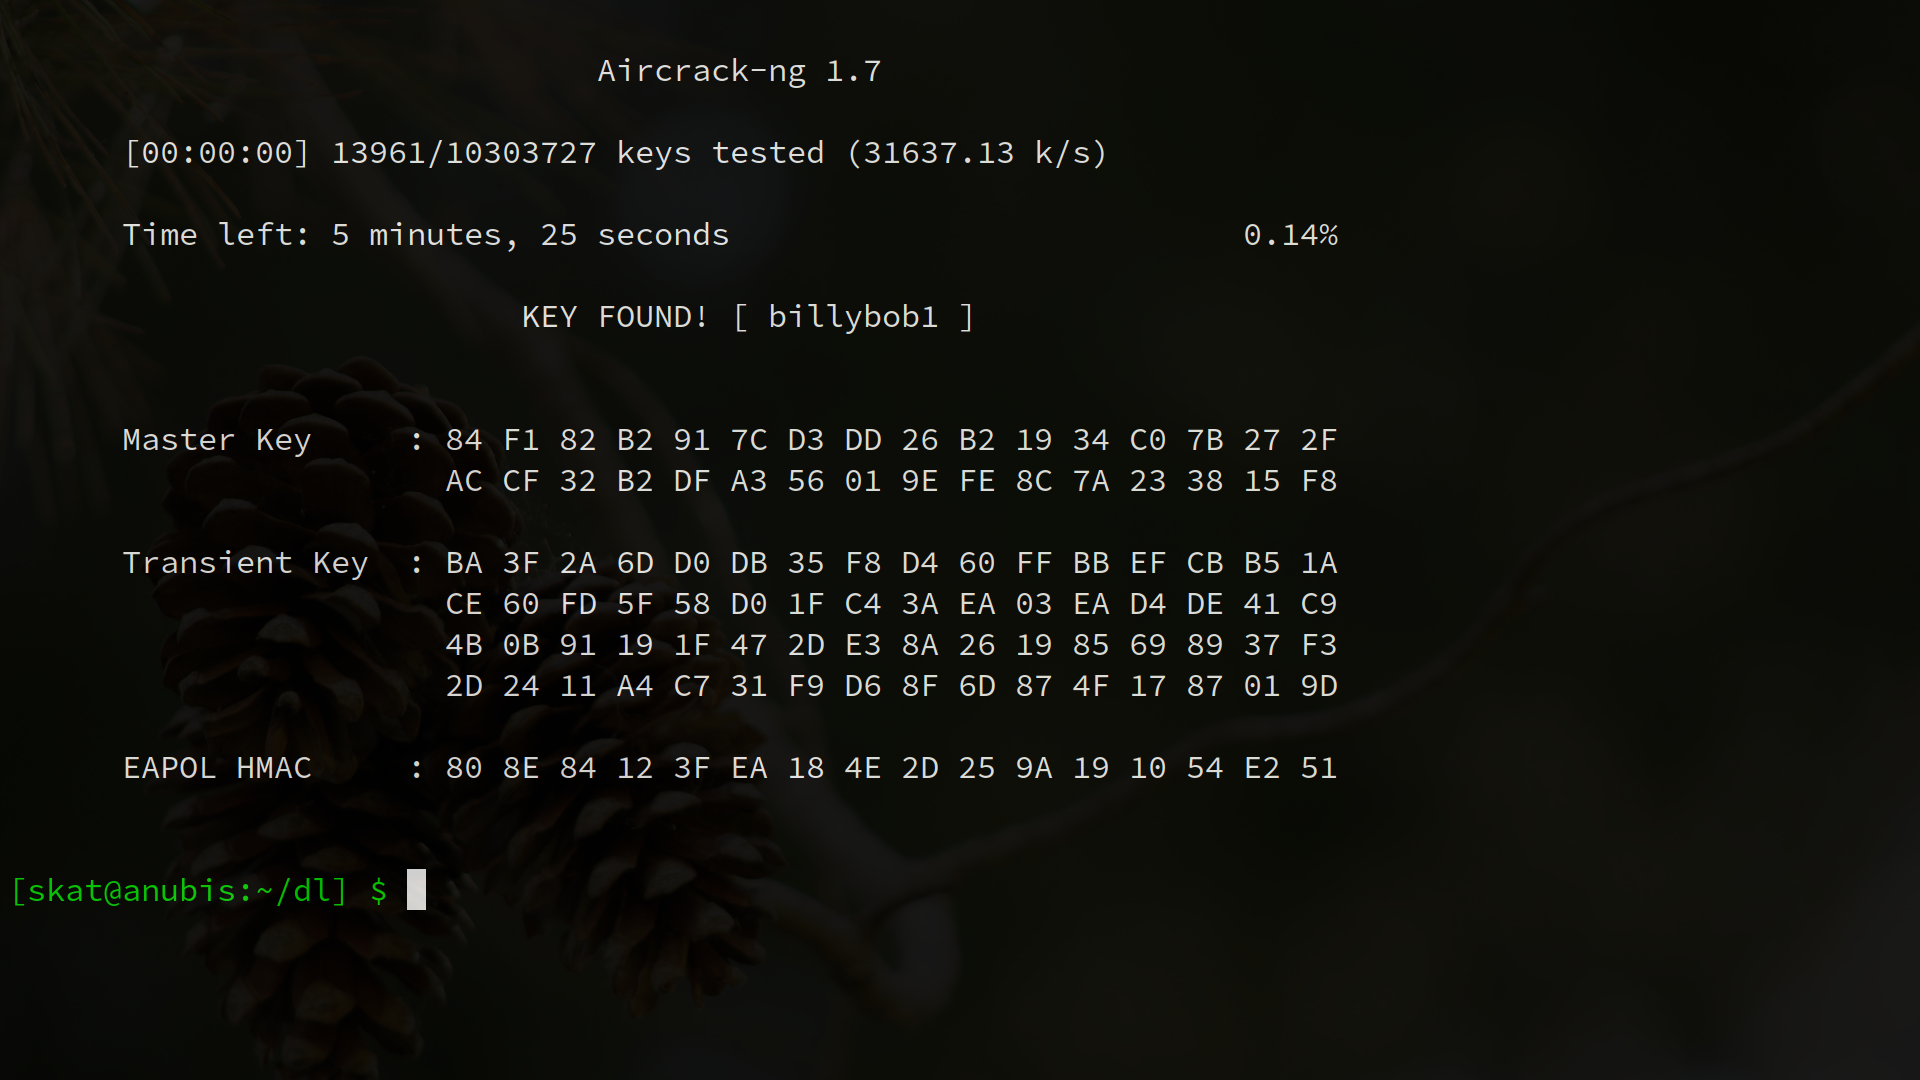 Aircrack-ng 1.7
[00:00:00] 13961/10303727 keys tested (31637.13 k/s)
Time left: 5 minutes, 25 seconds 0.14%
KEY FOUND! [ billybob1 ]
Master Key : 84 F1 82 B2 91 7C D3 DD 26 B2 19 34 C0 7B 27 2F
AC CF 32 B2 DF A3 56 01 9E FE 8C 7A 23 38 15 F8
Transient Key : BA 3F 2A 6D D0 DB 35 F8 D4 60 FF BB EF CB B5 1A
CE 60 FD 5F 58 D0 1F C4 3A EA 03 EA D4 DE 41 C9
4B 0B 91 19 1F 47 2D E3 8A 26 19 85 69 89 37 F3
2D 24 11 A4 C7 31 F9 D6 8F 6D 87 4F 17 87 01 9D
EAPOL HMAC : 80 8E 84 12 3F EA 18 4E 2D 25 9A 19 10 54 E2 51
[skat@anubis:~/dl] $